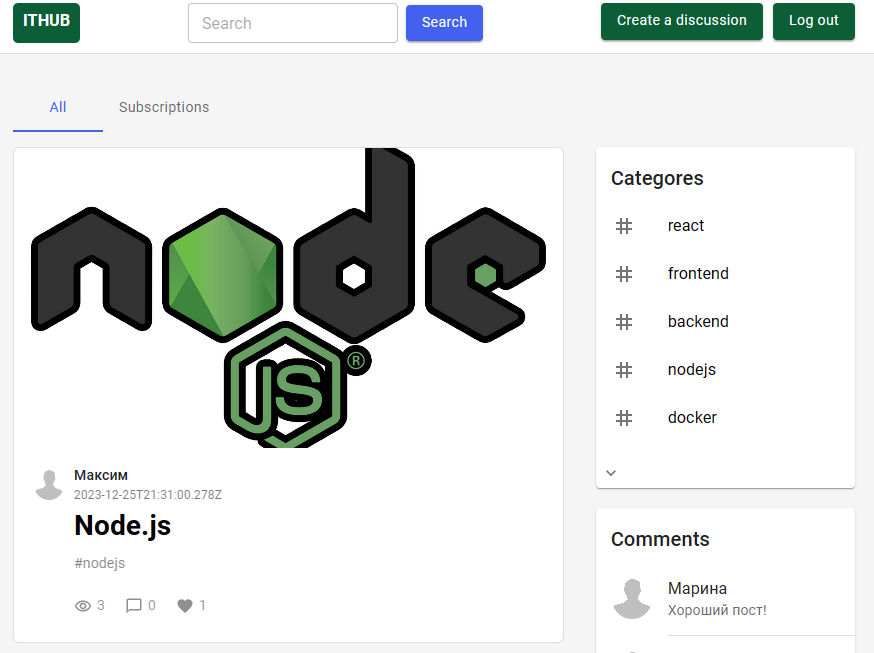 ITHUB
Search
Search
Create a discussion
Log out
All
Subscriptions
node
JS ®
Максим
2023-12-25T21:31:00.278Z
Node.js
#nodejs
3
0
1
Categores
react
frontend
backend
nodejs
docker
Comments
Марина
Хороший пост!